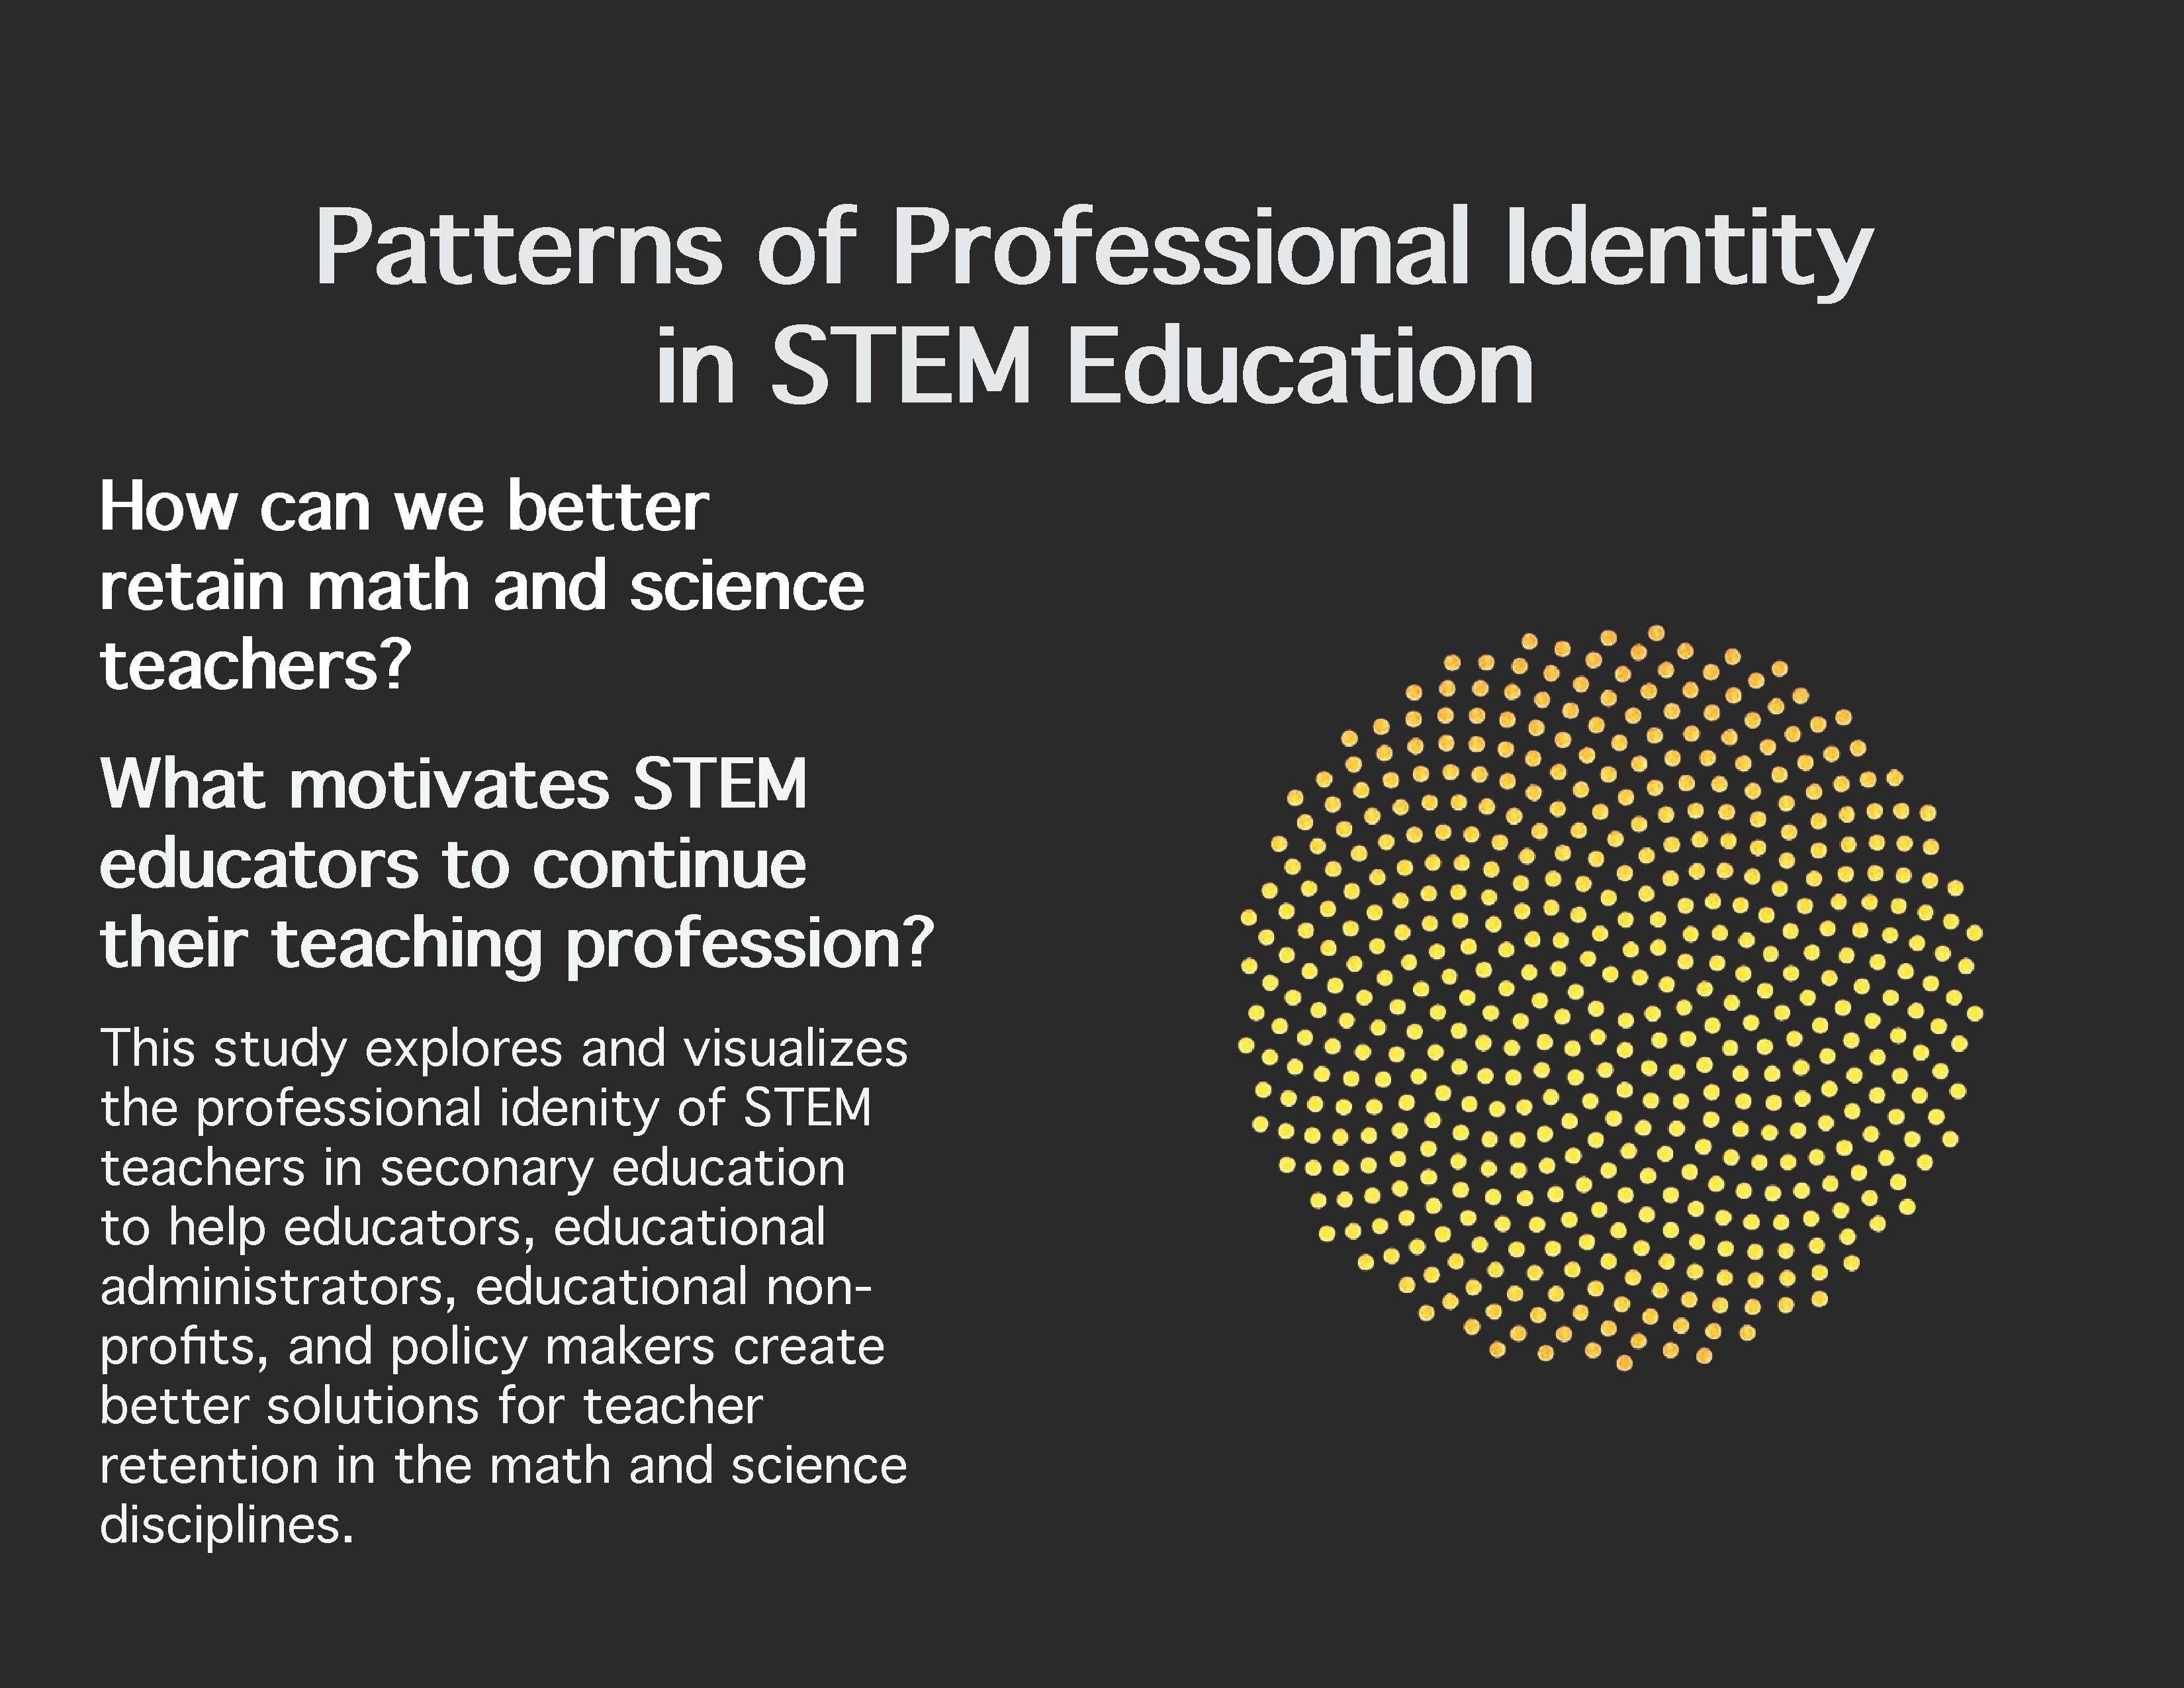 Patterns of Professional Identity
in STEM Education
How can we better
retain math and science
teachers?
What motivates STEM
educators to continue
their teaching profession?
This study explores and visualizes
the professional idenity of STEM
teachers in seconary education
to help educators, educational
administrators, educational non-
profits, and policy makers create
better solutions for teacher
retention in the math and science
disciplines.